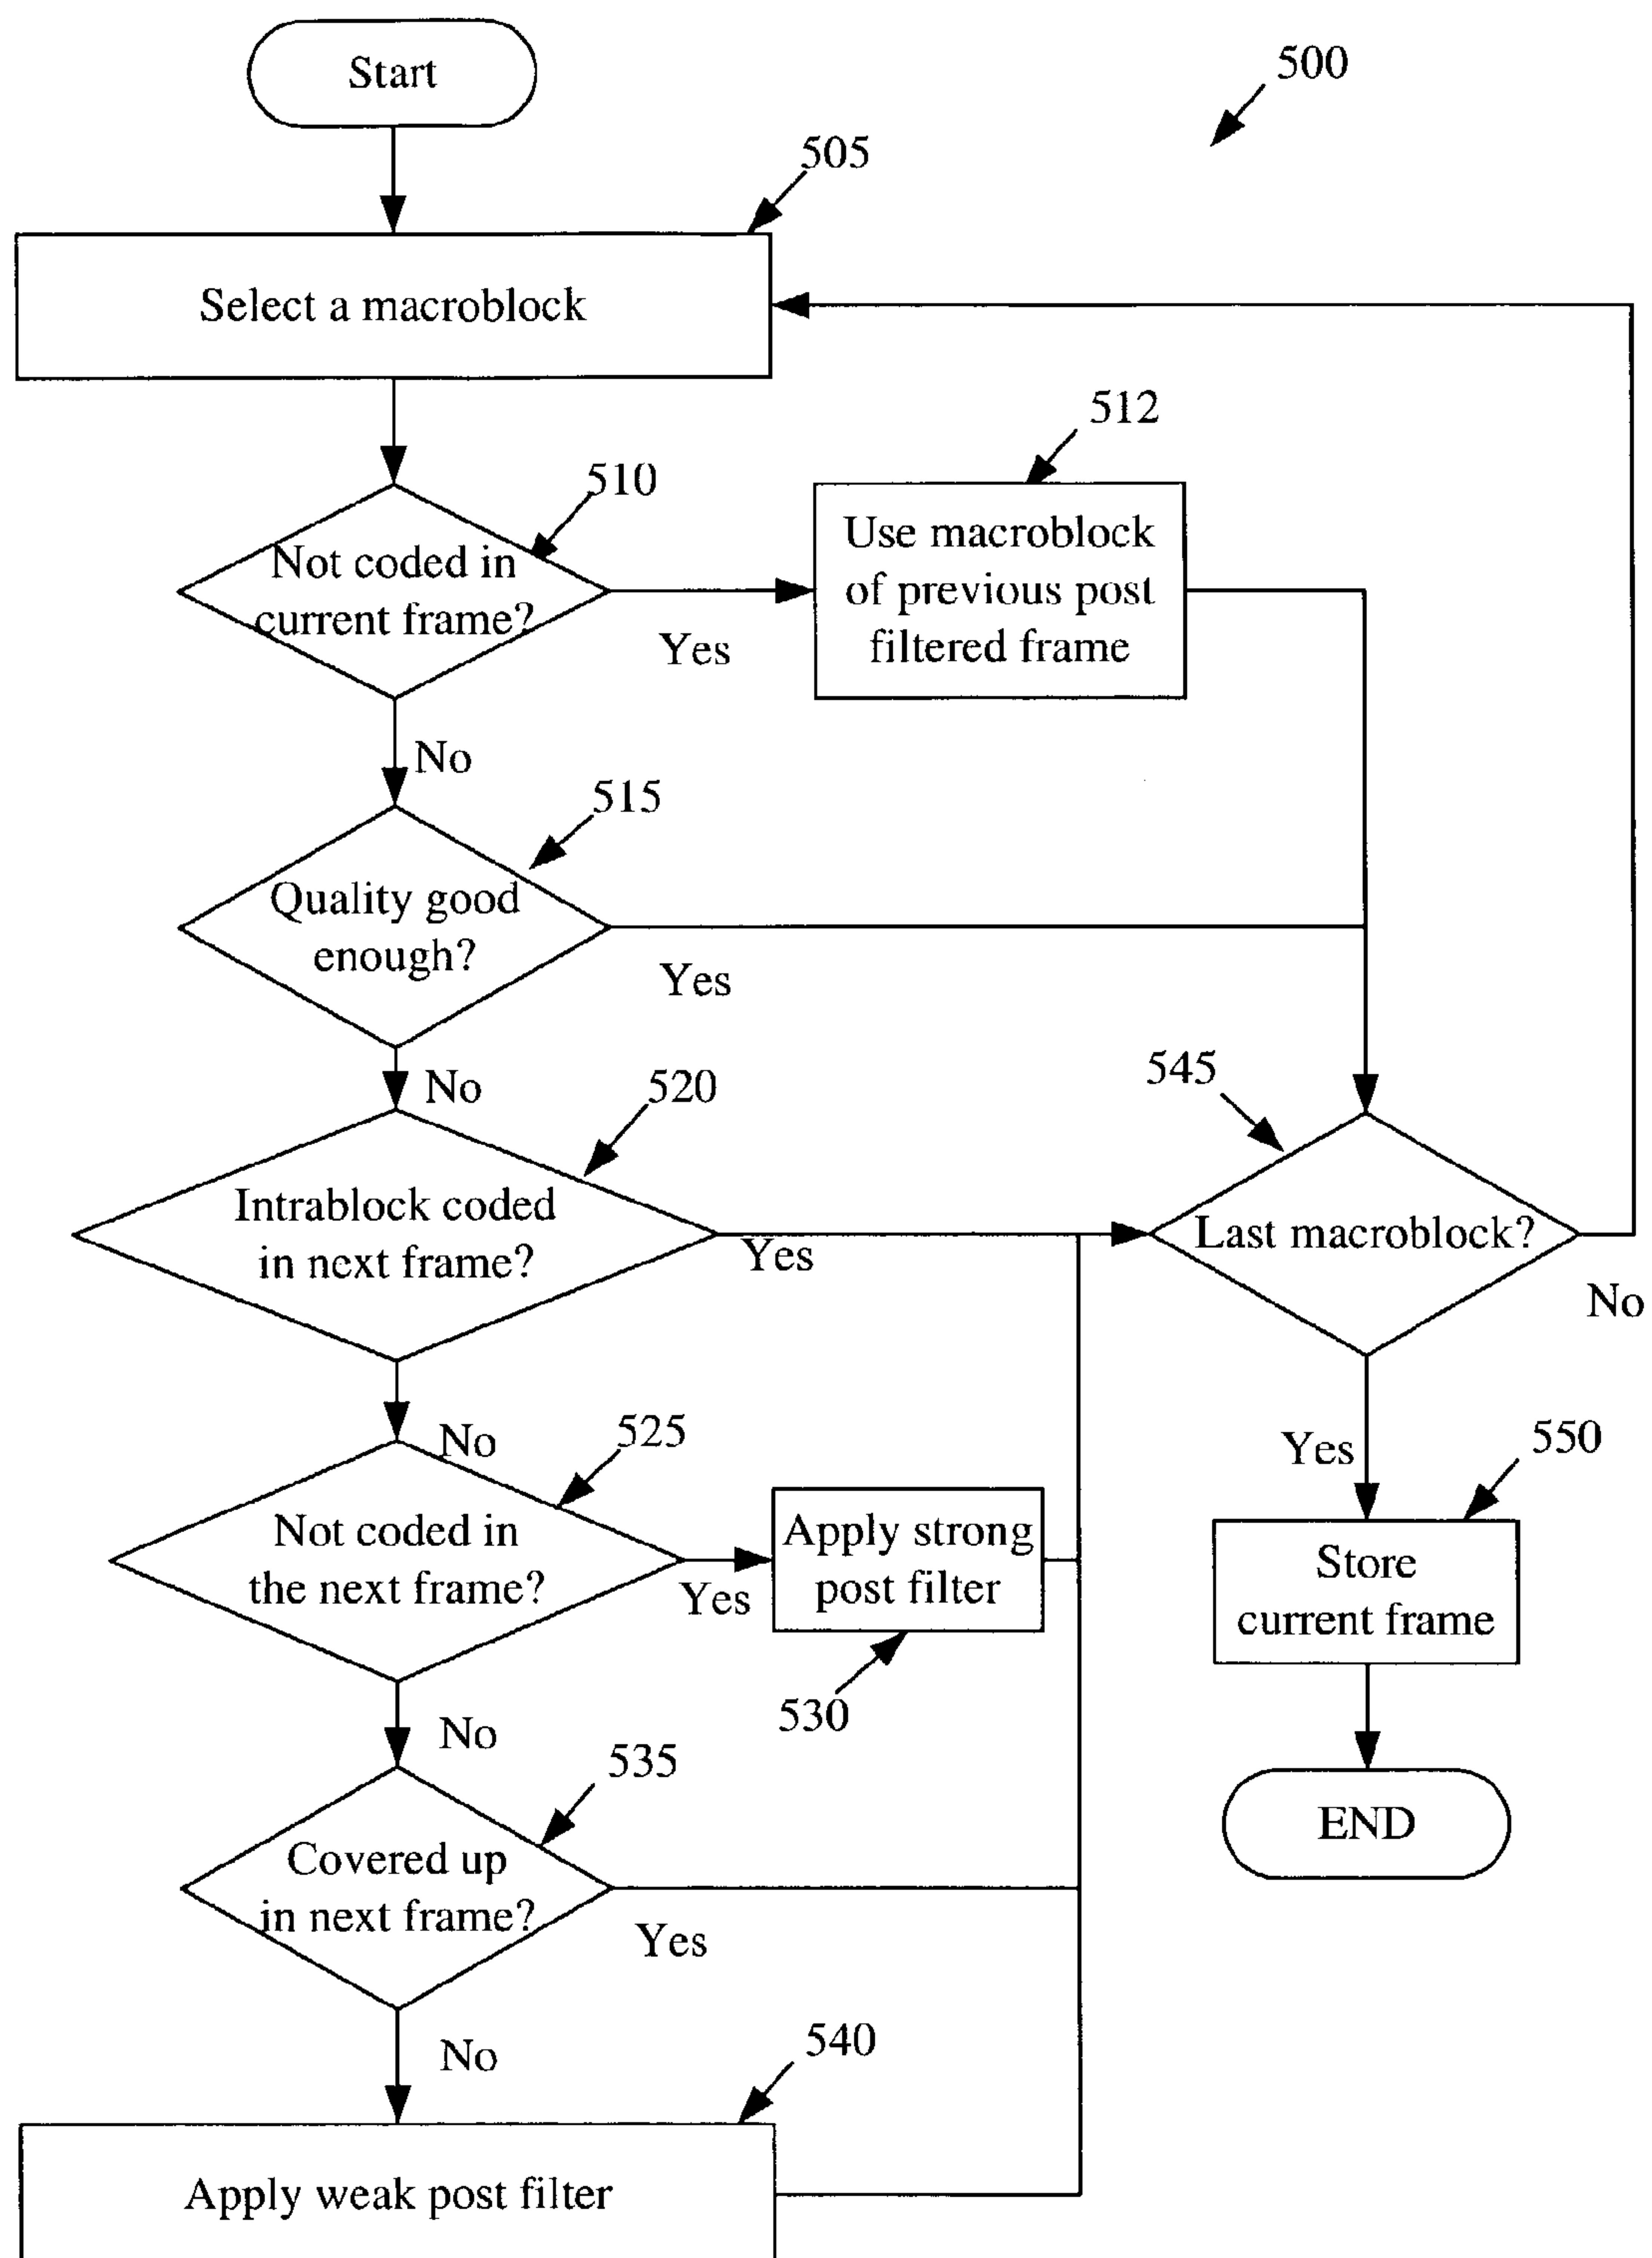 Start
500
505
Select a macroblock
512
510
Not coded in
current frame?
Yes
Use macroblock
of previous post
filtered frame
No
515
Quality good
enough?
Yes
No
520
545
Intrablock coded
in next frame?
Yes
Last macroblock?
No
No
525
Not coded in
the next frame?
Yes
Apply strong
post filter
530
Yes
550
Store
current frame
No
535
Covered up
in next frame?
Yes
END
No
540
Apply weak post filter